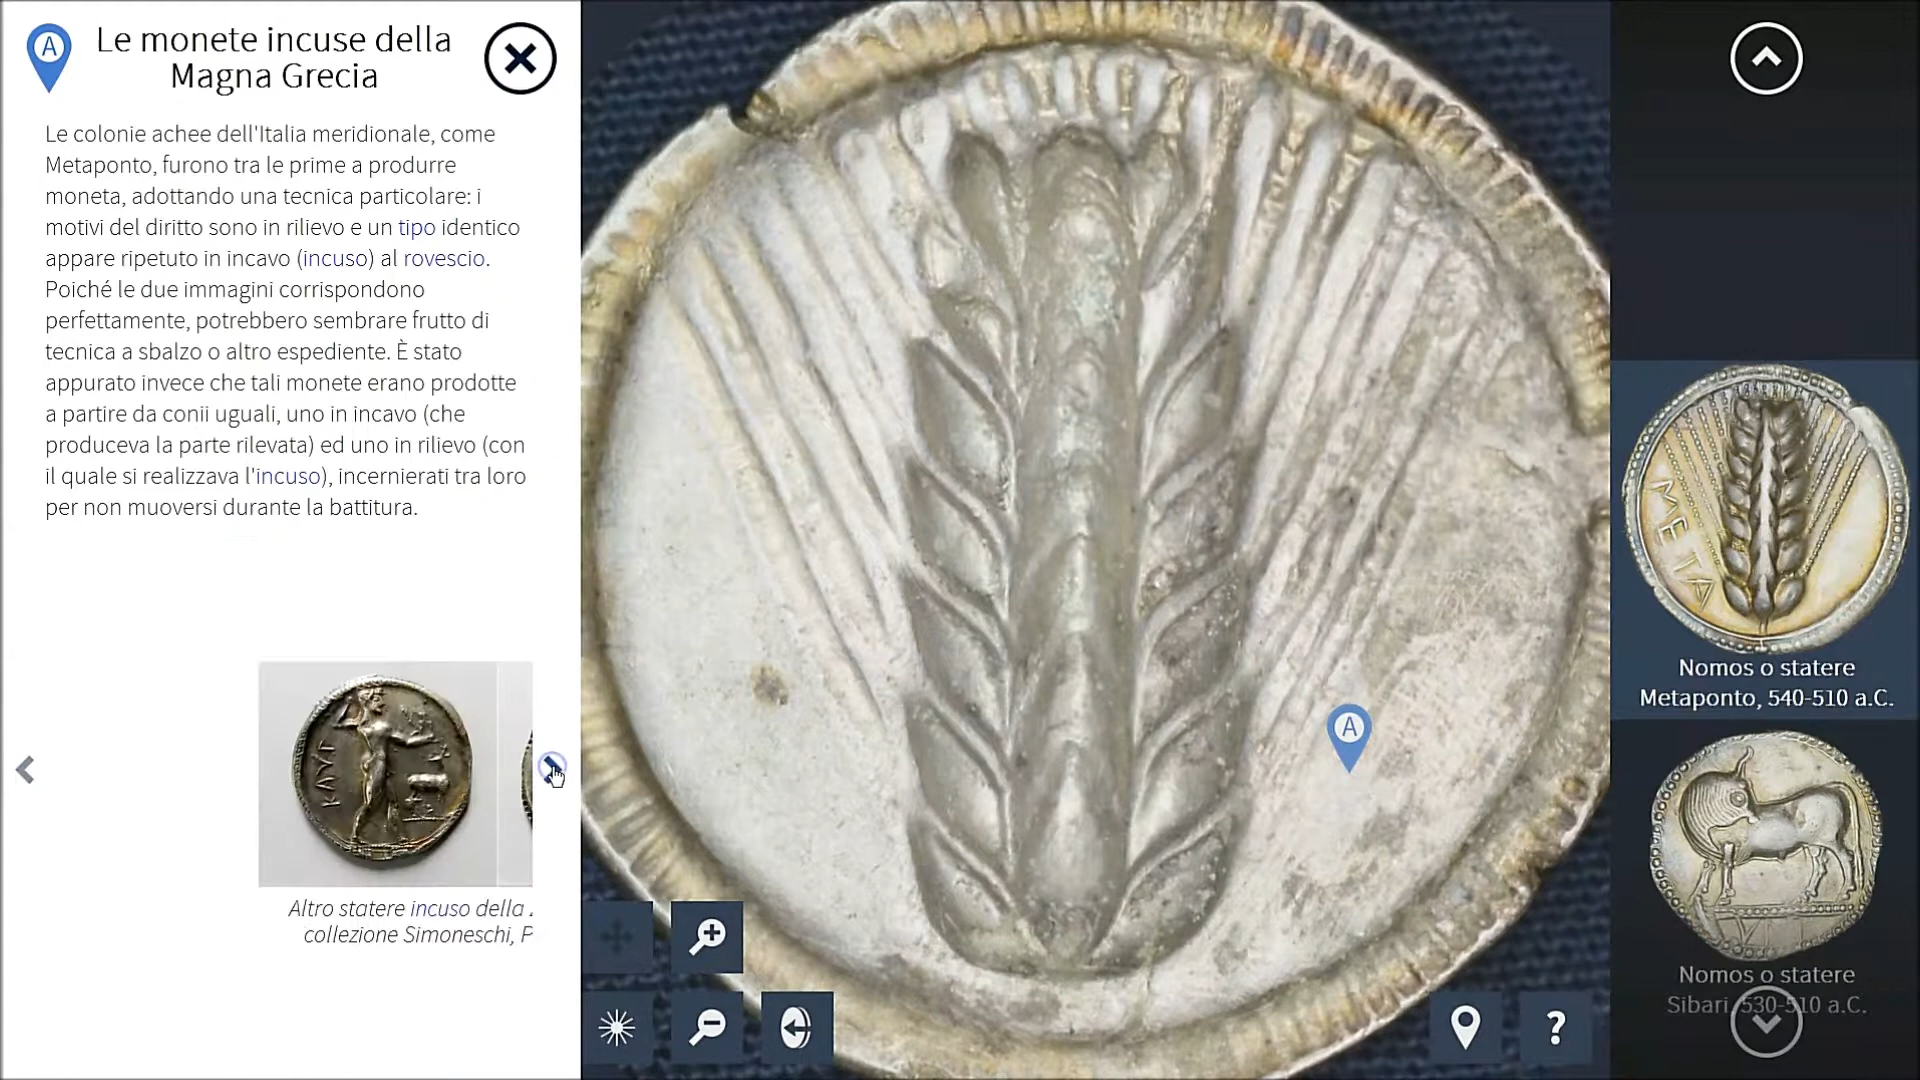 A
Le monete incuse della
Magna Grecia
Le colonie achee dell'Italia meridionale, come
Metaponto, furono tra le prime a produrre
moneta, adottando una tecnica particolare: i
motivi del diritto sono in rilievo e un tipo identico
appare ripetuto in incavo (incuso) al rovescio.
Poiché le due immagini corrispondono
perfettamente, potrebbero sembrare frutto di
tecnica a sbalzo o altro espediente. È stato
appurato invece che tali monete erano prodotte
a partire da conii uguali, uno in incavo (che
produceva la parte rilevata) ed uno in rilievo (con
il quale si realizzava l'incuso), incernierati tra loro
per non muoversi durante la battitura.
ΚΑVΓ
Altro statere incuso della
collezione Simoneschi, P
A
?
META
Nomos o statere
Metaponto, 540-510 a.C.
Nomos o statere
Sibari, 530-510 a.C.